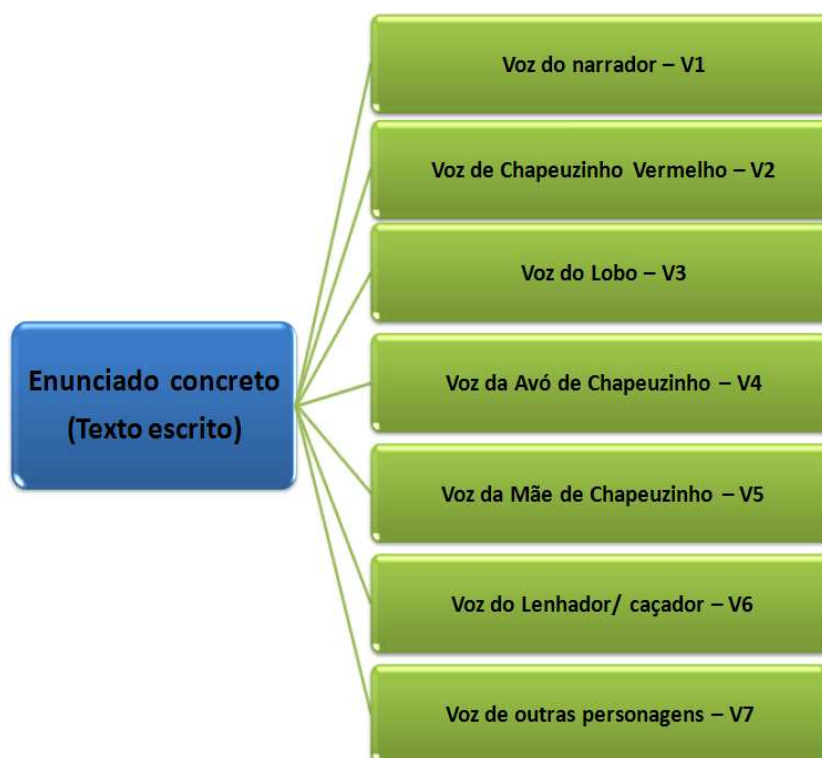 Voz do narrador – V1
Voz de Chapeuzinho Vermelho – V2
Voz do Lobo – V3
Enunciado concreto
(Texto escrito)
Voz da Avó de Chapeuzinho – V4
Voz da Mãe de Chapeuzinho – V5
Voz do Lenhador/ caçador – V6
Voz de outras personagens – V7